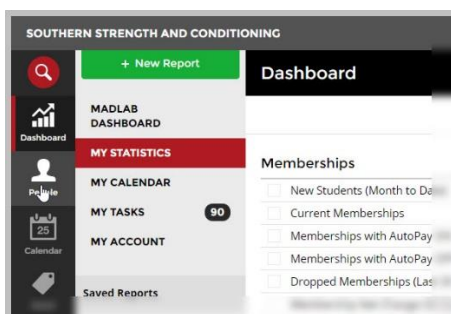 SOUTHERN STRENGTH AND CONDITIONING
+ New Report
Dashboard
MADLAB
DASHBOARD
Dashboard
MY STATISTICS
Memberships
MY CALENDAR
New Students (Month to Da
MY TASKS
90
Current Memberships
25
Calendar
MY ACCOUNT
Memberships with AutoPay
Memberships with AutoPay
Saved Reports
Dropped Memberships (Las